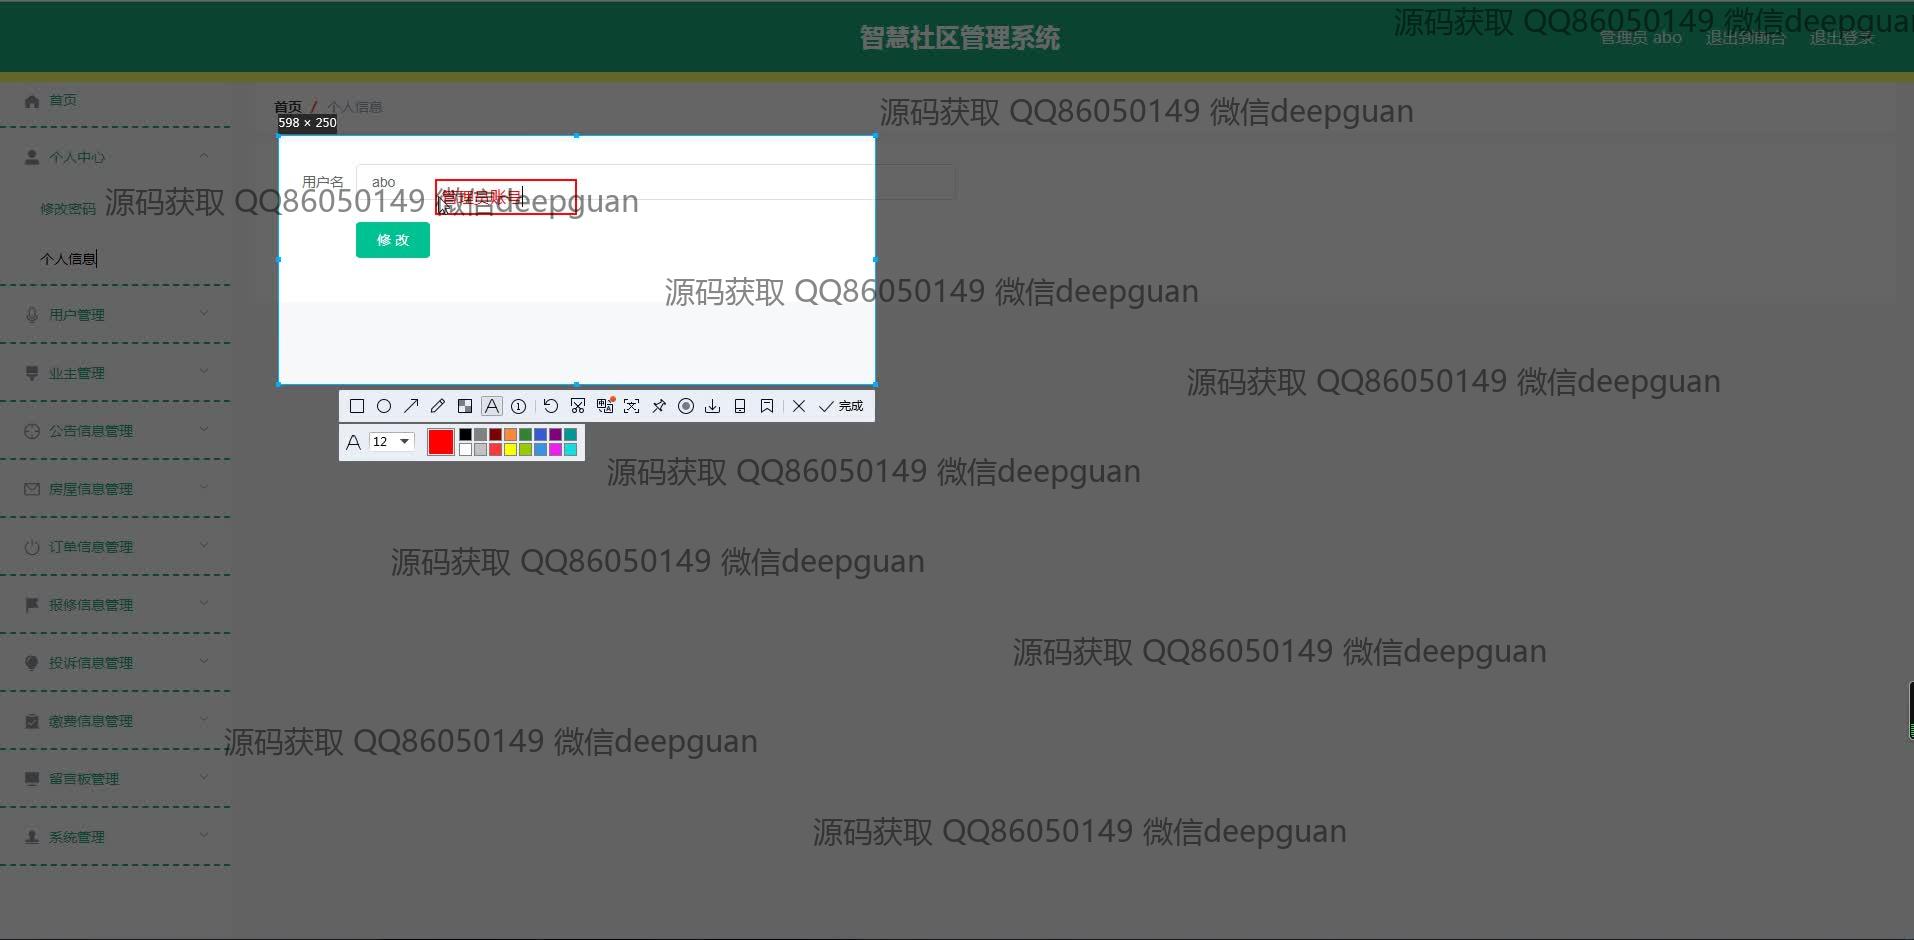 智慧社区管理系统
源码获取 QQ86050149 微信deepguan
管理员 abo 退出到前台 退出登录
首页
首页 / 个人信息
源码获取 QQ86050149 微信deepguan
598 × 250
个人中心
用户名 abo
管理员账号
修改密码
源码获取 QQ86050149 微信deepguan
修 改
个人信息
源码获取 QQ86050149 微信deepguan
用户管理
业主管理
源码获取 QQ86050149 微信deepguan
完成
A 12
公告信息管理
源码获取 QQ86050149 微信deepguan
房屋信息管理
订单信息管理
源码获取 QQ86050149 微信deepguan
报修信息管理
源码获取 QQ86050149 微信deepguan
投诉信息管理
缴费信息管理
源码获取 QQ86050149 微信deepguan
留言板管理
源码获取 QQ86050149 微信deepguan
系统管理